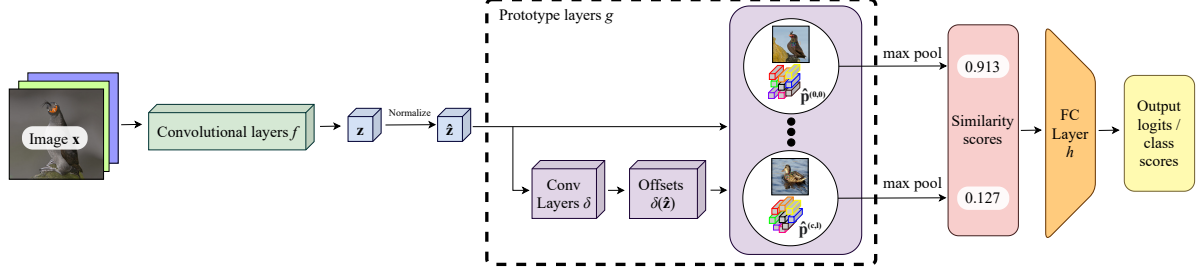 Prototype layers g
Image x
Convolutional layers f
z
Normalize
ẑ
Conv
Layers δ
Offsets
δ(ẑ)
p̂(0,0)
p̂(c,l)
max pool
max pool
0.913
Similarity
scores
0.127
FC
Layer
h
Output
logits /
class
scores